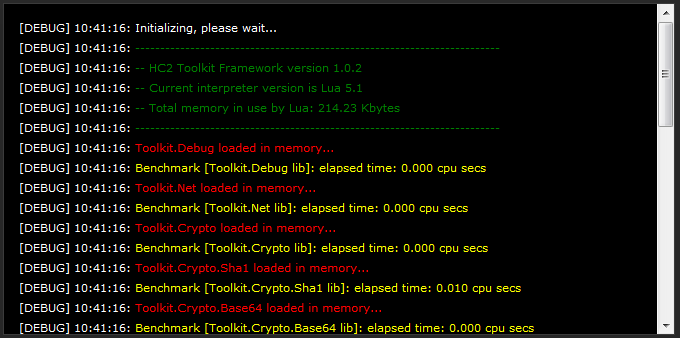 [DEBUG] 10:41:16: Initializing, please wait...
[DEBUG] 10:41:16: -------------------------------------------------------------------------
[DEBUG] 10:41:16: -- HC2 Toolkit Framework version 1.0.2
[DEBUG] 10:41:16: -- Current interpreter version is Lua 5.1
[DEBUG] 10:41:16: -- Total memory in use by Lua: 214.23 Kbytes
[DEBUG] 10:41:16: -------------------------------------------------------------------------
[DEBUG] 10:41:16: Toolkit.Debug loaded in memory...
[DEBUG] 10:41:16: Benchmark [Toolkit.Debug lib]: elapsed time: 0.000 cpu secs
[DEBUG] 10:41:16: Toolkit.Net loaded in memory...
[DEBUG] 10:41:16: Benchmark [Toolkit.Net lib]: elapsed time: 0.000 cpu secs
[DEBUG] 10:41:16: Toolkit.Crypto loaded in memory...
[DEBUG] 10:41:16: Benchmark [Toolkit.Crypto lib]: elapsed time: 0.000 cpu secs
[DEBUG] 10:41:16: Toolkit.Crypto.Sha1 loaded in memory...
[DEBUG] 10:41:16: Benchmark [Toolkit.Crypto.Sha1 lib]: elapsed time: 0.010 cpu secs
[DEBUG] 10:41:16: Toolkit.Crypto.Base64 loaded in memory...
[DEBUG] 10:41:16: Benchmark [Toolkit.Crypto.Base64 lib]: elapsed time: 0.000 cpu secs